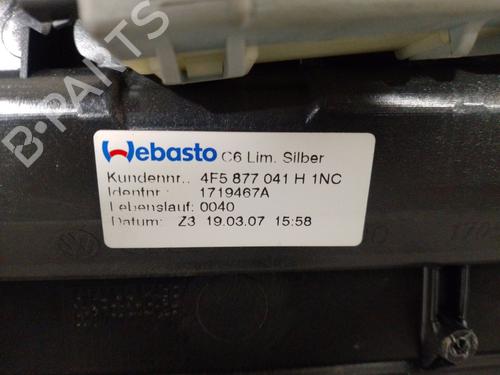 B-PARTS
Webasto C6 Lim. Silber
Kundennr.: 4F5 877 041 H 1NC
Identnr.: 1719467A
Lebenslauf: 0040
Datum: Z3 19.03.07 15:58